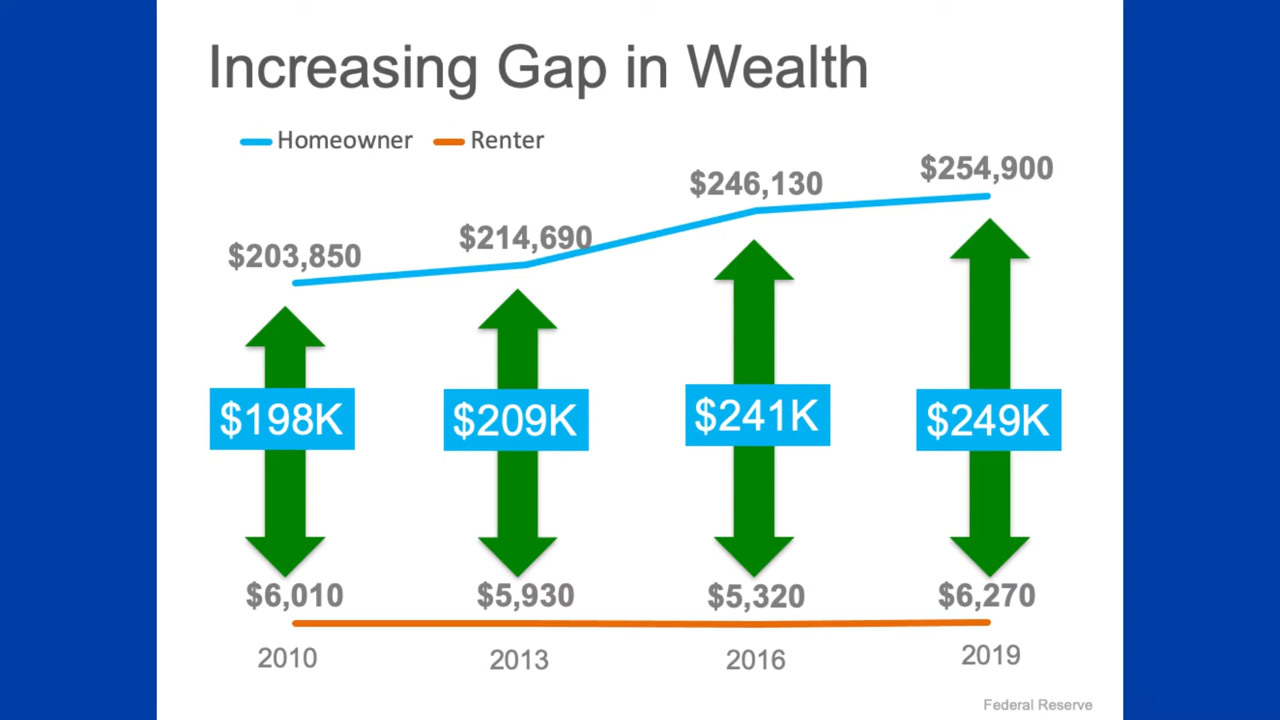 Increasing Gap in Wealth
Homeowner Renter
$203,850 $214,690 $246,130 $254,900
$198K $209K $241K $249K
$6,010 $5,930 $5,320 $6,270
2010 2013 2016 2019
Federal Reserve